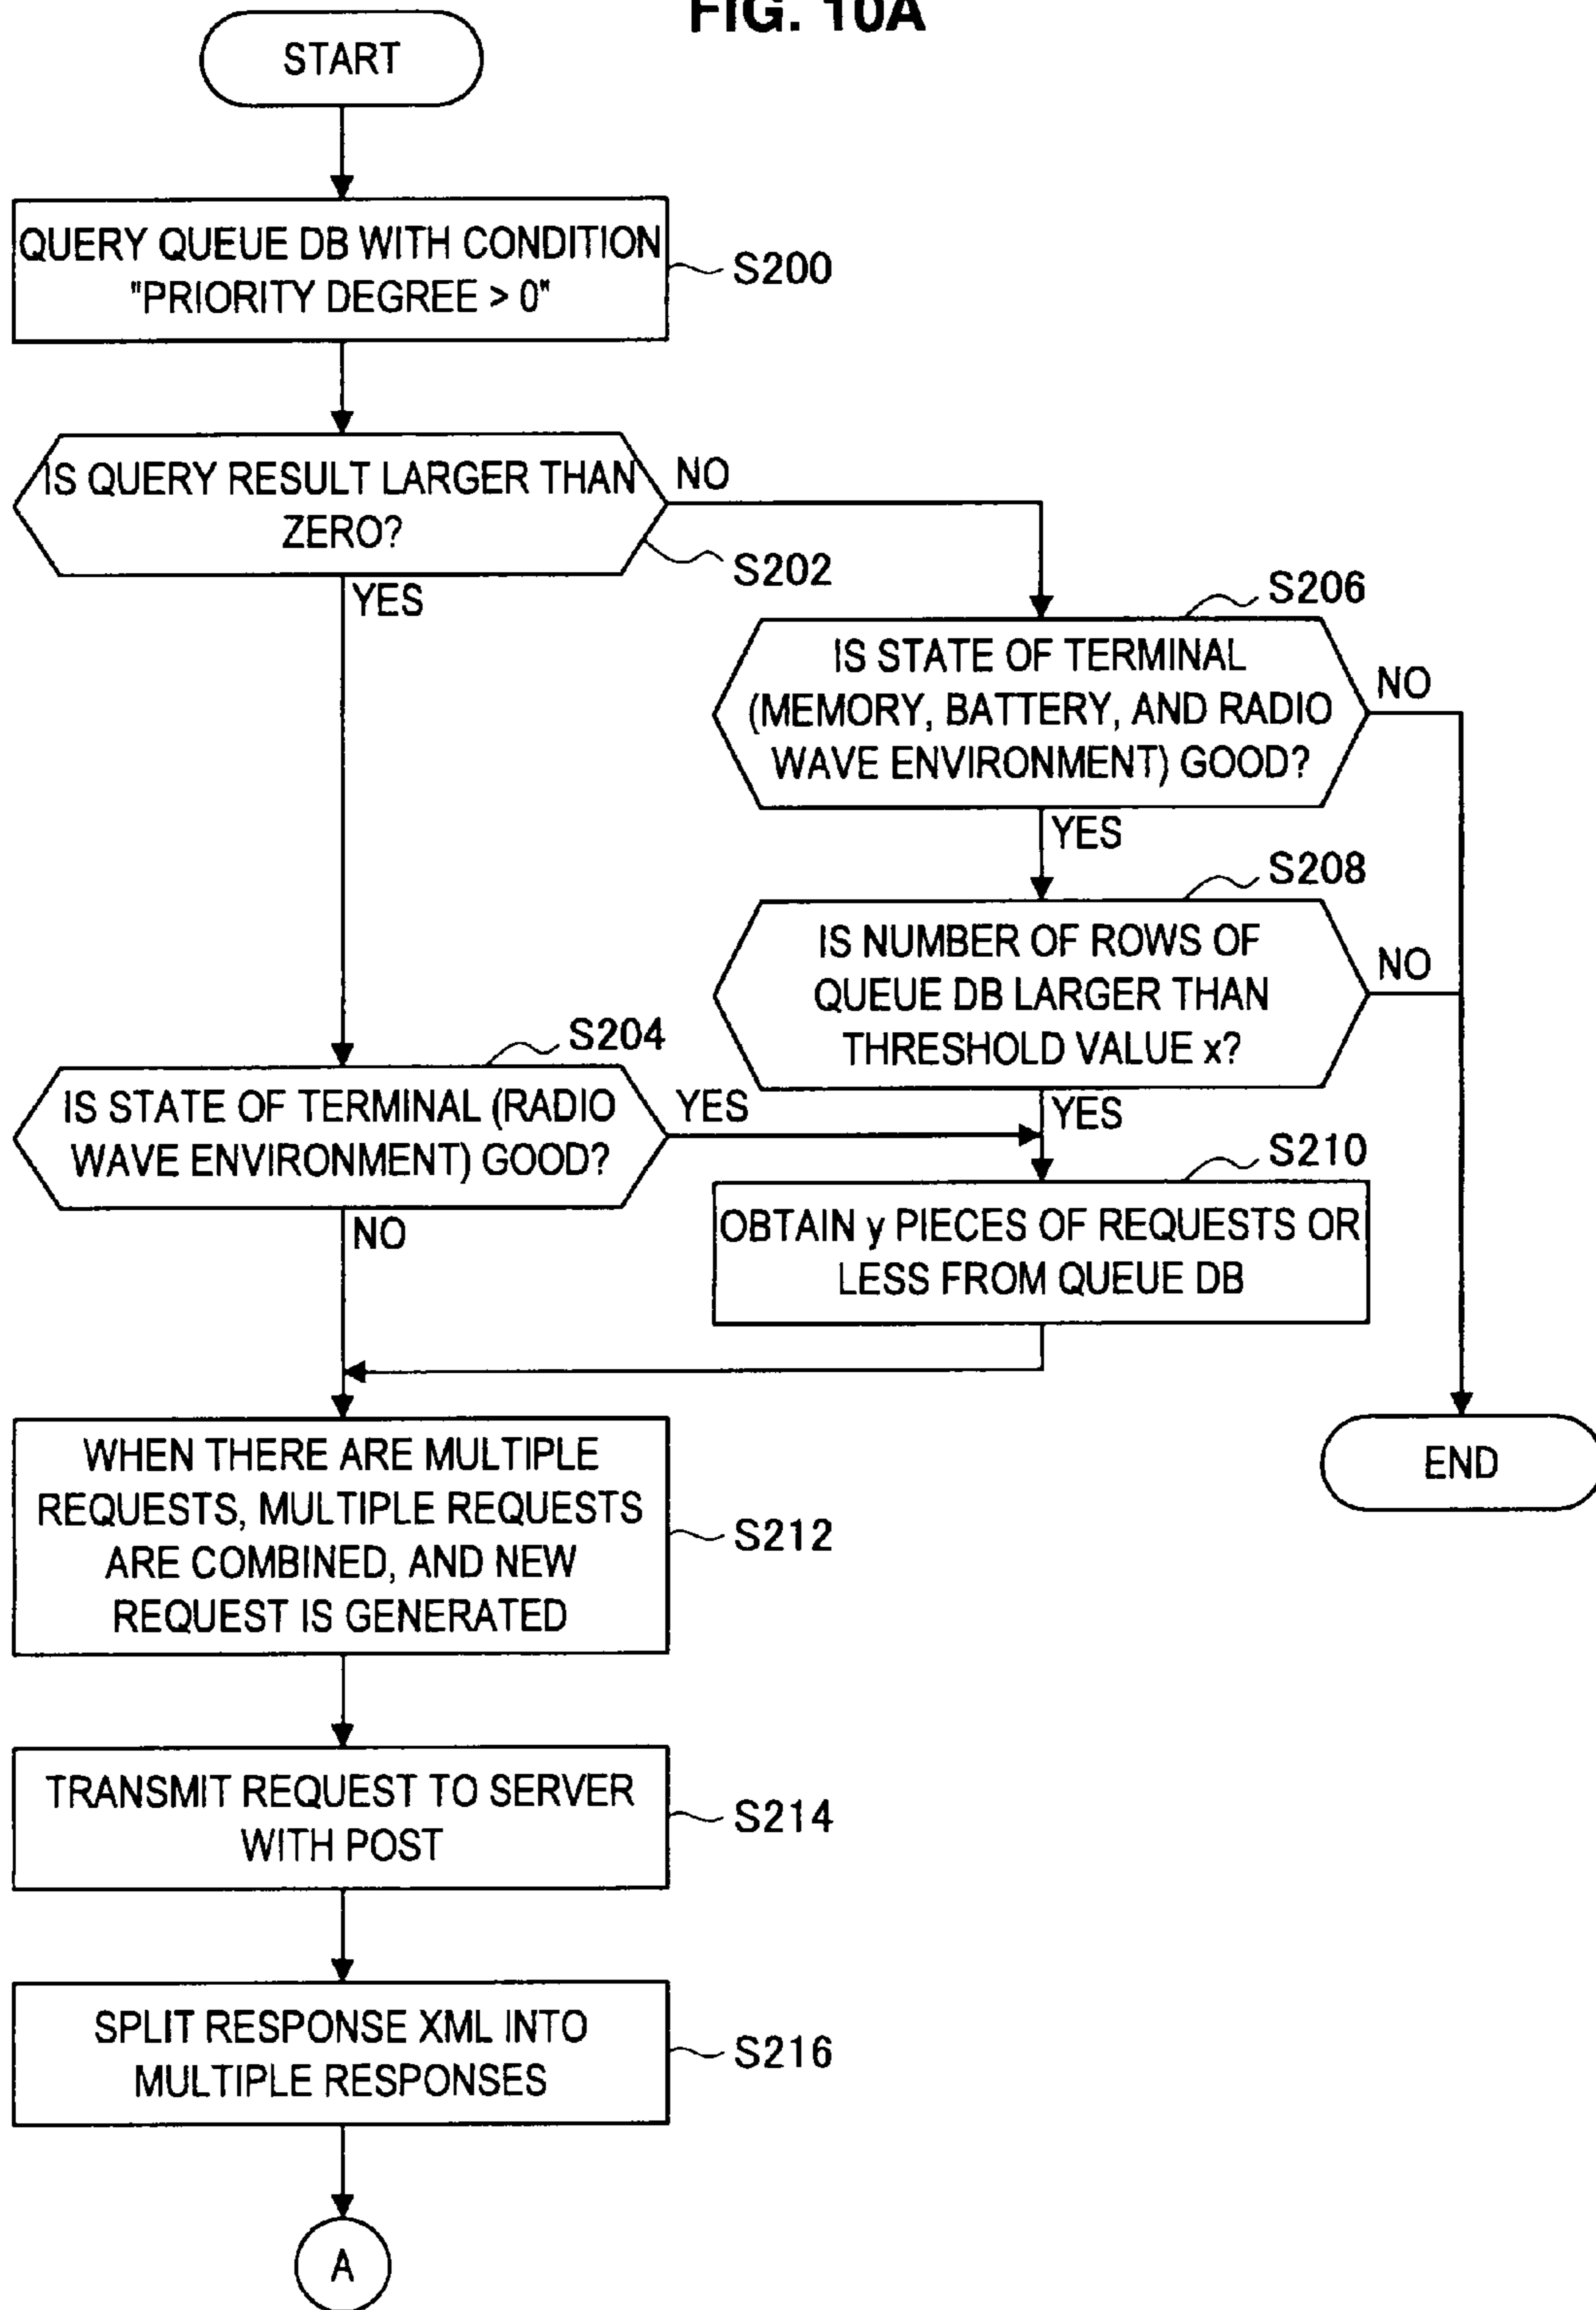 FIG. 10A
START
QUERY QUEUE DB WITH CONDITION
"PRIORITY DEGREE > 0"
S200
IS QUERY RESULT LARGER THAN
ZERO?
NO
S202
YES
S206
IS STATE OF TERMINAL
(MEMORY, BATTERY, AND RADIO
WAVE ENVIRONMENT) GOOD?
NO
YES
S208
IS NUMBER OF ROWS OF
QUEUE DB LARGER THAN
THRESHOLD VALUE x?
NO
YES
S204
IS STATE OF TERMINAL (RADIO
WAVE ENVIRONMENT) GOOD?
YES
NO
S210
OBTAIN y PIECES OF REQUESTS OR
LESS FROM QUEUE DB
END
WHEN THERE ARE MULTIPLE
REQUESTS, MULTIPLE REQUESTS
ARE COMBINED, AND NEW
REQUEST IS GENERATED
S212
TRANSMIT REQUEST TO SERVER
WITH POST
S214
SPLIT RESPONSE XML INTO
MULTIPLE RESPONSES
S216
A